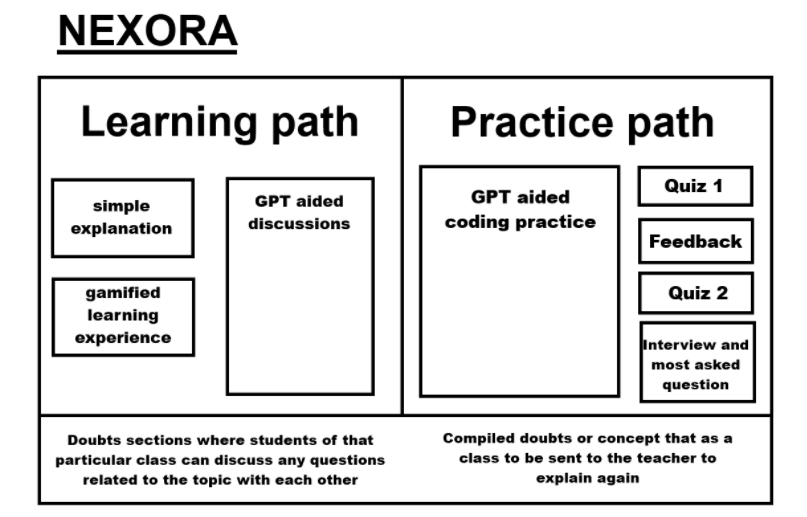 NEXORA
Learning path
simple
explanation
gamified
learning
experience
GPT aided
discussions
Practice path
GPT aided
coding practice
Quiz 1
Feedback
Quiz 2
Interview and
most asked
question
Doubts sections where students of that
particular class can discuss any questions
related to the topic with each other
Compiled doubts or concept that as a
class to be sent to the teacher to
explain again